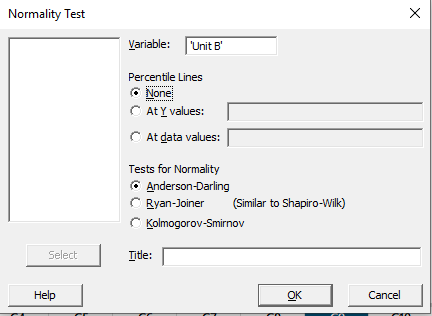 Normality Test
Variable: 'Unit B'
Percentile Lines
None
At Y values:
At data values:
Tests for Normality
Anderson-Darling
Ryan-Joiner (Similar to Shapiro-Wilk)
Kolmogorov-Smirnov
Select
Title:
Help OK Cancel